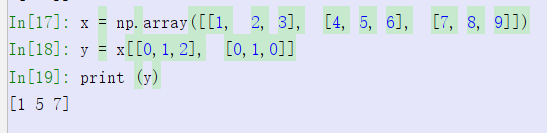 In[17]: x = np.array([[1, 2, 3], [4, 5, 6], [7, 8, 9]])
In[18]: y = x[[0,1,2], [0,1,0]]
In[19]: print (y)
[1 5 7]